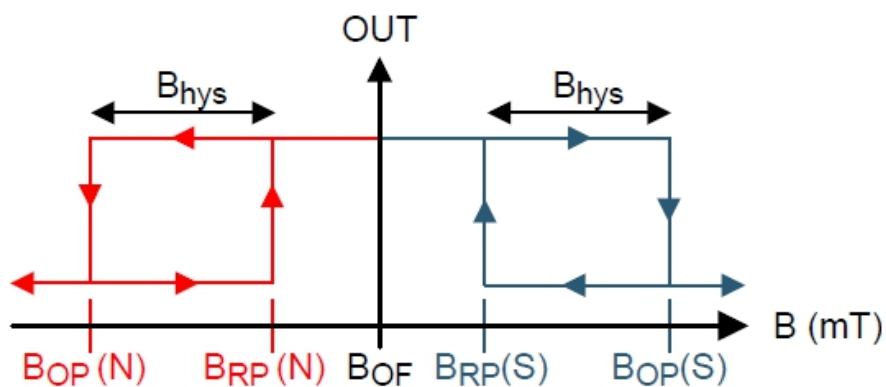 OUT
Bhys Bhys
B (mT)
BOP (N) BRP (N) BOF BRP(S) BOP(S)